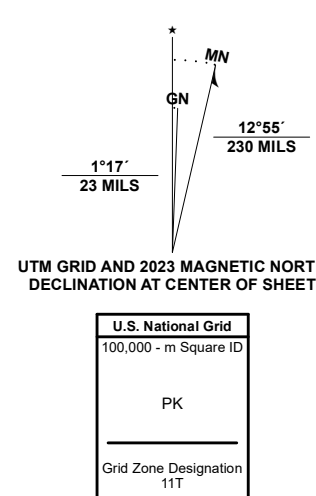 ★
MN
GN
12°55´
230 MILS
1°17´
23 MILS
UTM GRID AND 2023 MAGNETIC NORT
DECLINATION AT CENTER OF SHEET
U.S. National Grid
100,000 - m Square ID
PK
Grid Zone Designation
11T